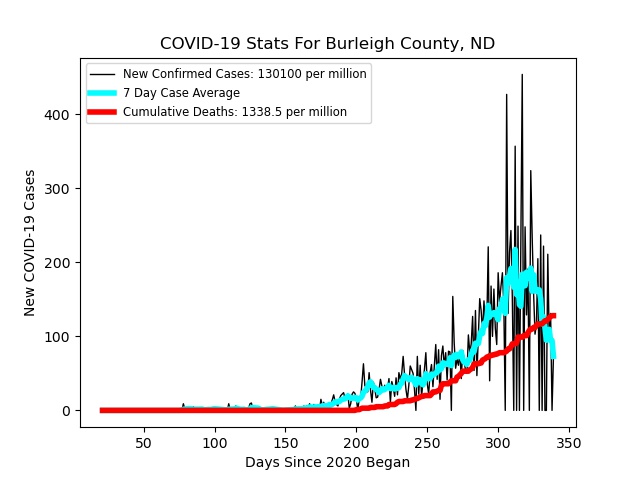 COVID-19 Stats For Burleigh County, ND
New Confirmed Cases: 130100 per million
7 Day Case Average
Cumulative Deaths: 1338.5 per million
New COVID-19 Cases
400
300
200
100
0
50 100 150 200 250 300 350
Days Since 2020 Began